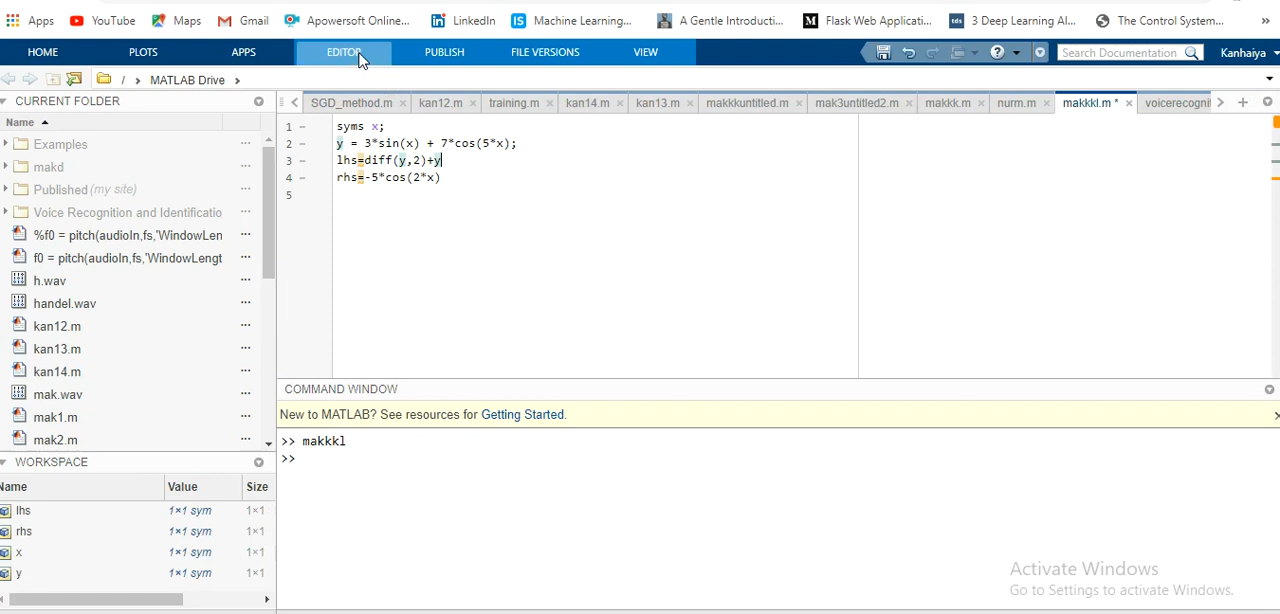 Apps YouTube Maps Gmail Apowersoft Online... LinkedIn Machine Learning... A Gentle Introducti... Flask Web Applicati... 3 Deep Learning Al... The Control System... »
HOME PLOTS APPS EDITOR PUBLISH FILE VERSIONS VIEW Search Documentation Kanhaiya
/ › MATLAB Drive ›
CURRENT FOLDER
SGD_method.m × kan12.m × training.m × kan14.m × kan13.m × makkkuntitled.m × mak3untitled2.m × makkk.m × nurm.m × makkkl.m * × voicerecogniti
Name
Examples ...
makd ...
Published (my site) ...
Voice Recognition and Identificatio ...
%f0 = pitch(audioIn,fs,'WindowLen ...
f0 = pitch(audioIn,fs,'WindowLengt ...
h.wav ...
handel.wav ...
kan12.m ...
kan13.m ...
kan14.m ...
mak.wav ...
mak1.m ...
mak2.m ...
1 – syms x;
2 – y = 3*sin(x) + 7*cos(5*x);
3 – lhs=diff(y,2)+y
4 – rhs=-5*cos(2*x)
5
COMMAND WINDOW
New to MATLAB? See resources for Getting Started. ×
>> makkkl
>>
WORKSPACE
Name Value Size
lhs 1×1 sym 1×1
rhs 1×1 sym 1×1
x 1×1 sym 1×1
y 1×1 sym 1×1
Activate Windows
Go to Settings to activate Windows.